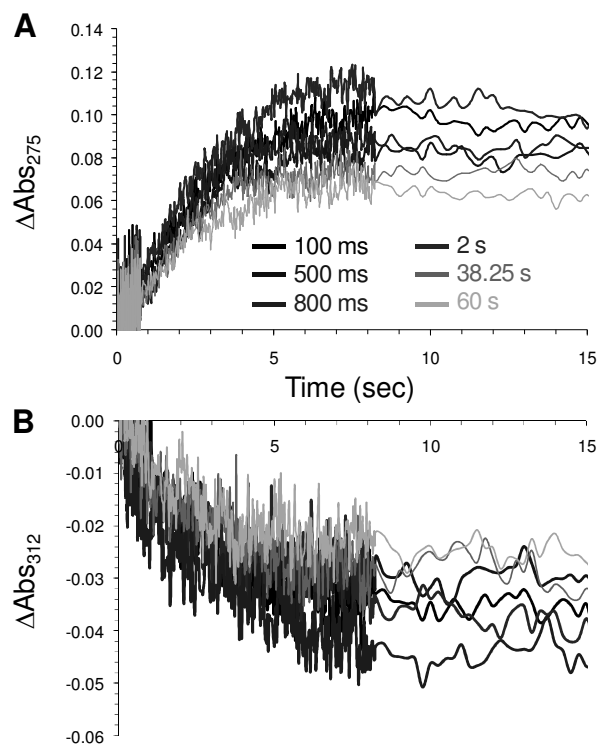 A
ΔAbs275
0.14
0.12
0.10
0.08
0.06
0.04
0.02
0.00
100 ms
500 ms
800 ms
2 s
38.25 s
60 s
0 5 10 15
Time (sec)
B
ΔAbs312
0.00
-0.01
-0.02
-0.03
-0.04
-0.05
-0.06
0 5 10 15